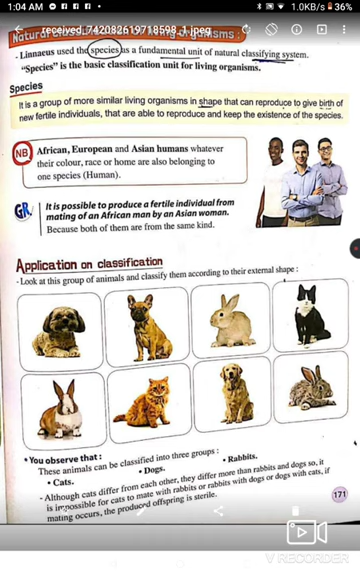 1:04 AM
1.0KB/s 36%
received_742082619718598_1.jpeg
Natural
- Linnaeus used the species as a fundamental unit of natural classifying system.
"Species" is the basic classification unit for living organisms.
Species
It is a group of more similar living organisms in shape that can reproduce to give birth of
new fertile individuals, that are able to reproduce and keep the existence of the species.
NB
African, European and Asian humans whatever
their colour, race or home are also belonging to
one species (Human).
GR
It is possible to produce a fertile individual from
mating of an African man by an Asian woman.
Because both of them are from the same kind.
Application on classification
- Look at this group of animals and classify them according to their external shape :
* You observe that :
These animals can be classified into three groups :
• Cats. • Dogs. • Rabbits.
- Although cats differ from each other, they differ more than rabbits and dogs so, it
is impossible for cats to mate with rabbits or rabbits with dogs or dogs with cats, if
mating occurs, the produced offspring is sterile.
171
V RECORDER